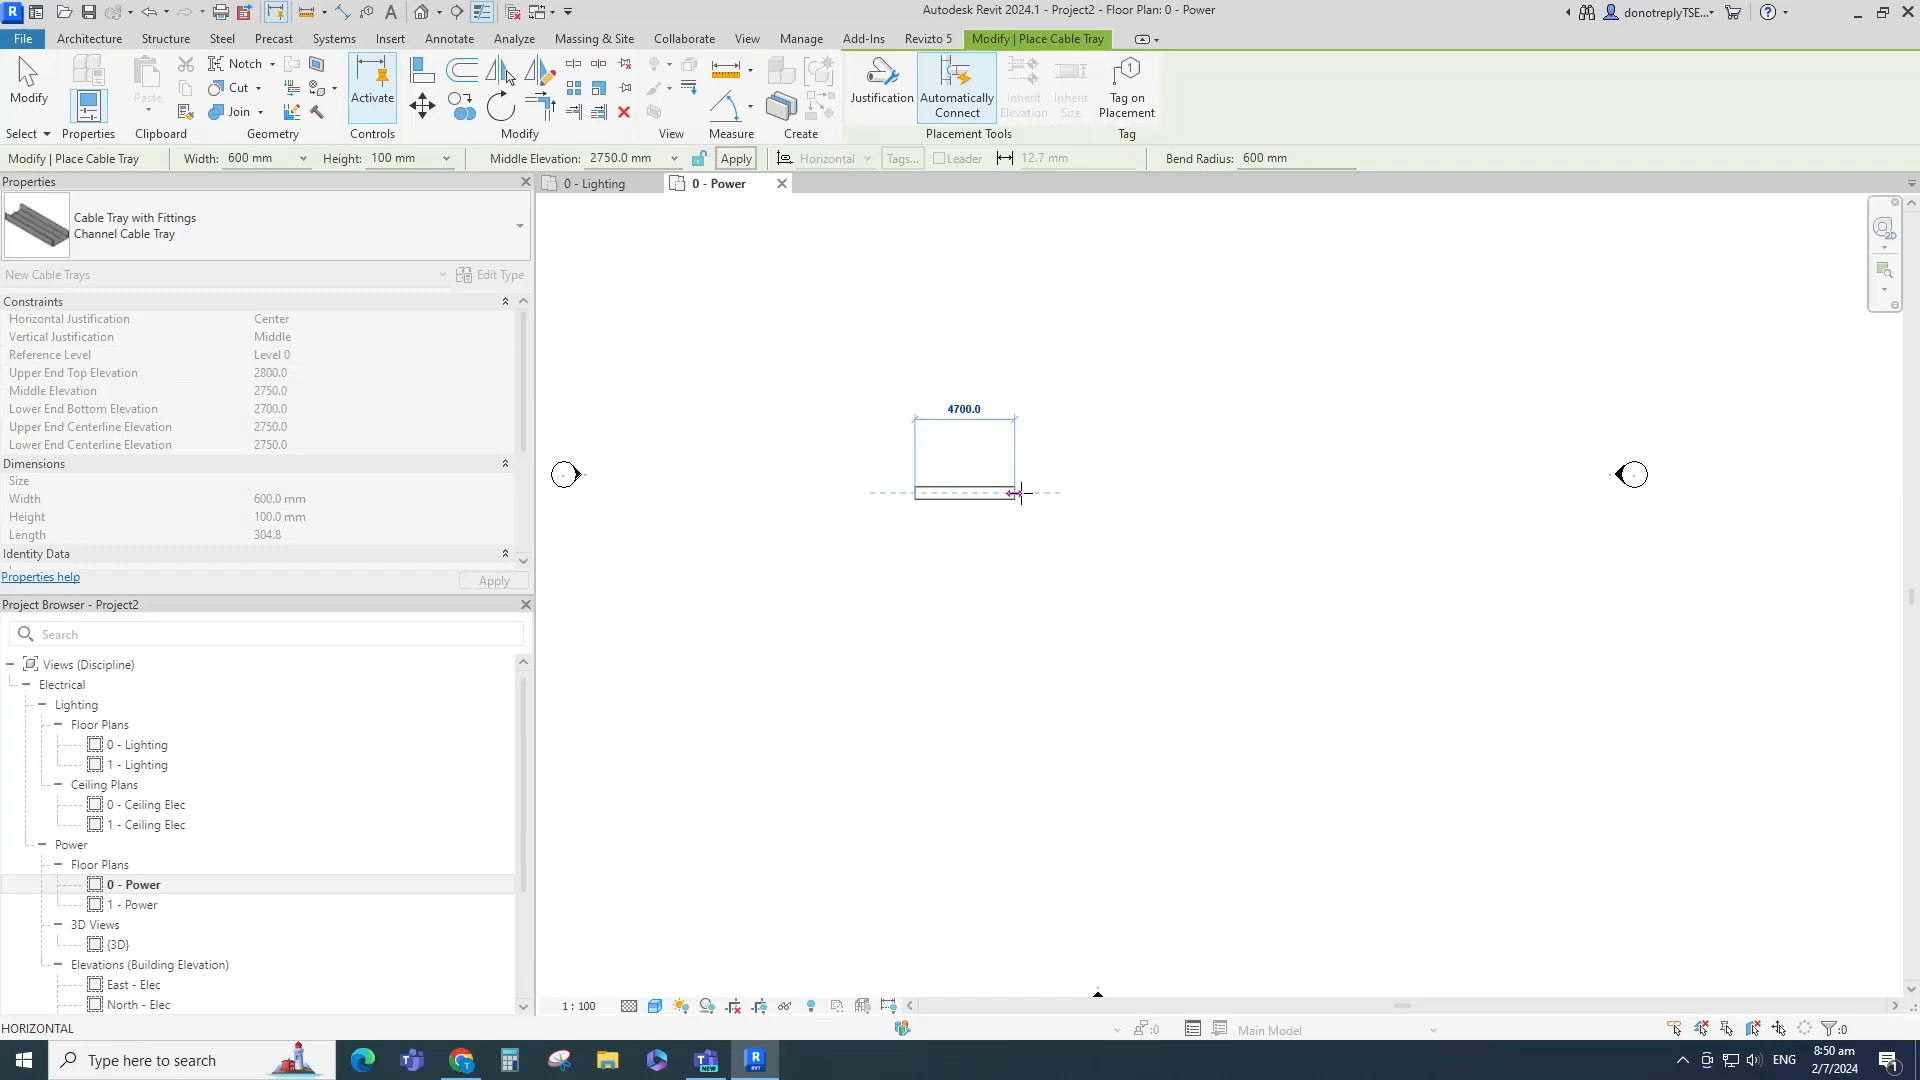 Autodesk Revit 2024.1 - Project2 - Floor Plan: 0 - Power
donotreplyTSE...
File Architecture Structure Steel Precast Systems Insert Annotate Analyze Massing & Site Collaborate View Manage Add-Ins Revizto 5 Modify | Place Cable Tray
Modify
Paste
Notch
Cut
Join
Activate
Justification
Automatically
Connect
Inherit
Elevation
Inherit
Size
Tag on
Placement
Select Properties Clipboard Geometry Controls Modify View Measure Create Placement Tools Tag
Modify | Place Cable Tray Width: 600 mm Height: 100 mm Middle Elevation: 2750.0 mm Apply Horizontal Tags... Leader 12.7 mm Bend Radius: 600 mm
Properties
0 - Lighting 0 - Power
Cable Tray with Fittings
Channel Cable Tray
New Cable Trays Edit Type
Constraints
Horizontal Justification Center
Vertical Justification Middle
Reference Level Level 0
Upper End Top Elevation 2800.0
Middle Elevation 2750.0
Lower End Bottom Elevation 2700.0
Upper End Centerline Elevation 2750.0
Lower End Centerline Elevation 2750.0
Dimensions
Size
Width 600.0 mm
Height 100.0 mm
Length 304.8
Identity Data
Properties help Apply
4700.0
2D
Project Browser - Project2
Search
Views (Discipline)
Electrical
Lighting
Floor Plans
0 - Lighting
1 - Lighting
Ceiling Plans
0 - Ceiling Elec
1 - Ceiling Elec
Power
Floor Plans
0 - Power
1 - Power
3D Views
{3D}
Elevations (Building Elevation)
East - Elec
North - Elec
1 : 100
HORIZONTAL
:0
Main Model
:0
Type here to search
NEW
ENG
8:50 am
2/7/2024
1